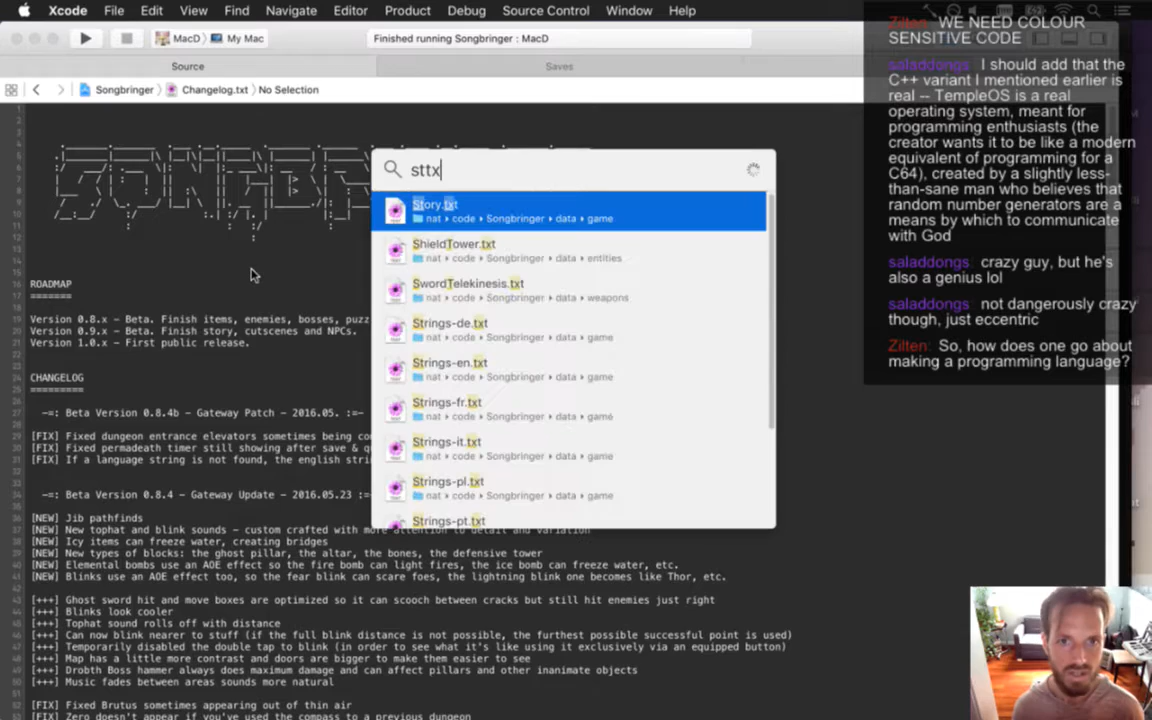 Xcode File Edit View Find Navigate Editor Product Debug Source Control Window Help
MacD My Mac
Finished running Songbringer : MacD
Source
Saves
Songbringer Changelog.txt No Selection
sttx
Story.txt
nat code Songbringer data game
ShieldTower.txt
nat code Songbringer data entities
SwordTelekinesis.txt
nat code Songbringer data weapons
Strings-de.txt
nat code Songbringer data game
Strings-en.txt
nat code Songbringer data game
Strings-fr.txt
nat code Songbringer data game
Strings-it.txt
nat code Songbringer data game
Strings-pl.txt
nat code Songbringer data game
Strings-pt.txt
ROADMAP
=======
Version 0.8.x - Beta. Finish items, enemies, bosses, puzz
Version 0.9.x - Beta. Finish story, cutscenes and NPCs.
Version 1.0.x - First public release.
CHANGELOG
=========
-=: Beta Version 0.8.4b - Gateway Patch - 2016.05. :=-
[FIX] Fixed dungeon entrance elevators sometimes being co
[FIX] Fixed permadeath timer still showing after save & q
[FIX] If a language string is not found, the english stri
-=: Beta Version 0.8.4 - Gateway Update - 2016.05.23 :=-
[NEW] Jib pathfinds
[NEW] New tophat and blink sounds - custom crafted with more attention to detail and variation
[NEW] Icy items can freeze water, creating bridges
[NEW] New types of blocks: the ghost pillar, the altar, the bones, the defensive tower
[NEW] Elemental bombs use an AOE effect so the fire bomb can light fires, the ice bomb can freeze water, etc.
[NEW] Blinks use an AOE effect too, so the fear blink can scare foes, the lightning blink one becomes like Thor, etc.
[+++] Ghost sword hit and move boxes are optimized so it can scooch between cracks but still hit enemies just right
[+++] Blinks look cooler
[+++] Tophat sound rolls off with distance
[+++] Can now blink nearer to stuff (if the full blink distance is not possible, the furthest possible successful point is used)
[+++] Temporarily disabled the double tap to blink (in order to see what it's like using it exclusively via an equipped button)
[+++] Map has a little more contrast and doors are bigger to make them easier to see
[+++] Drobth Boss hammer always does maximum damage and can affect pillars and other inanimate objects
[+++] Music fades between areas sounds more natural
[FIX] Fixed Brutus sometimes appearing out of thin air
[FIX] Zero doesn't appear if you've used the compass to a previous dungeon
Zilten: WE NEED COLOUR
SENSITIVE CODE
saladdongs: I should add that the
C++ variant I mentioned earlier is
real -- TempleOS is a real
operating system, meant for
programming enthusiasts (the
creator wants it to be like a modern
equivalent of programming for a
C64), created by a slightly less-
than-sane man who believes that
random number generators are a
means by which to communicate
with God
saladdongs: crazy guy, but he's
also a genius lol
saladdongs: not dangerously crazy
though, just eccentric
Zilten: So, how does one go about
making a programming language?